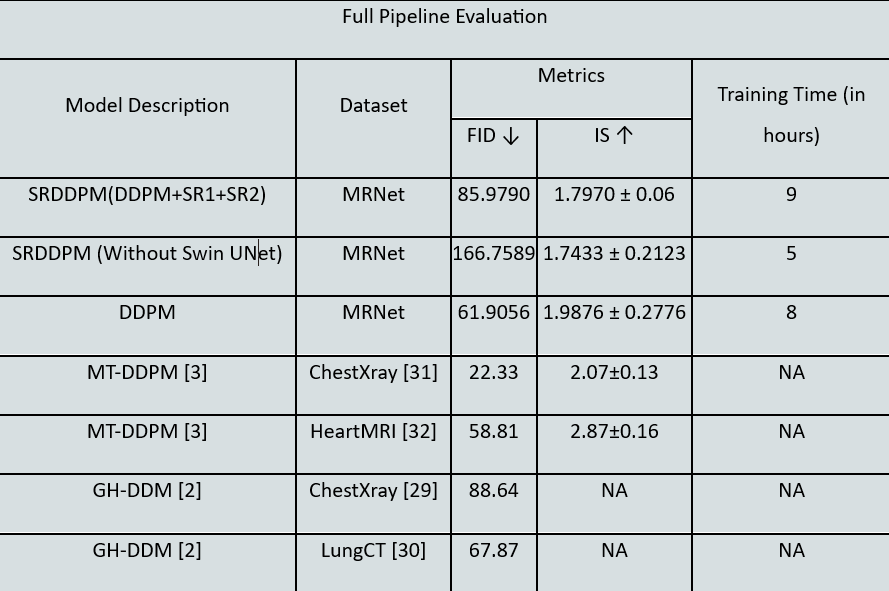 Full Pipeline Evaluation
Model Description Dataset Metrics Training Time (in
hours)
FID ↓ IS ↑
SRDDPM(DDPM+SR1+SR2) MRNet 85.9790 1.7970 ± 0.06 9
SRDDPM (Without Swin UNet) MRNet 166.7589 1.7433 ± 0.2123 5
DDPM MRNet 61.9056 1.9876 ± 0.2776 8
MT-DDPM [3] ChestXray [31] 22.33 2.07±0.13 NA
MT-DDPM [3] HeartMRI [32] 58.81 2.87±0.16 NA
GH-DDM [2] ChestXray [29] 88.64 NA NA
GH-DDM [2] LungCT [30] 67.87 NA NA